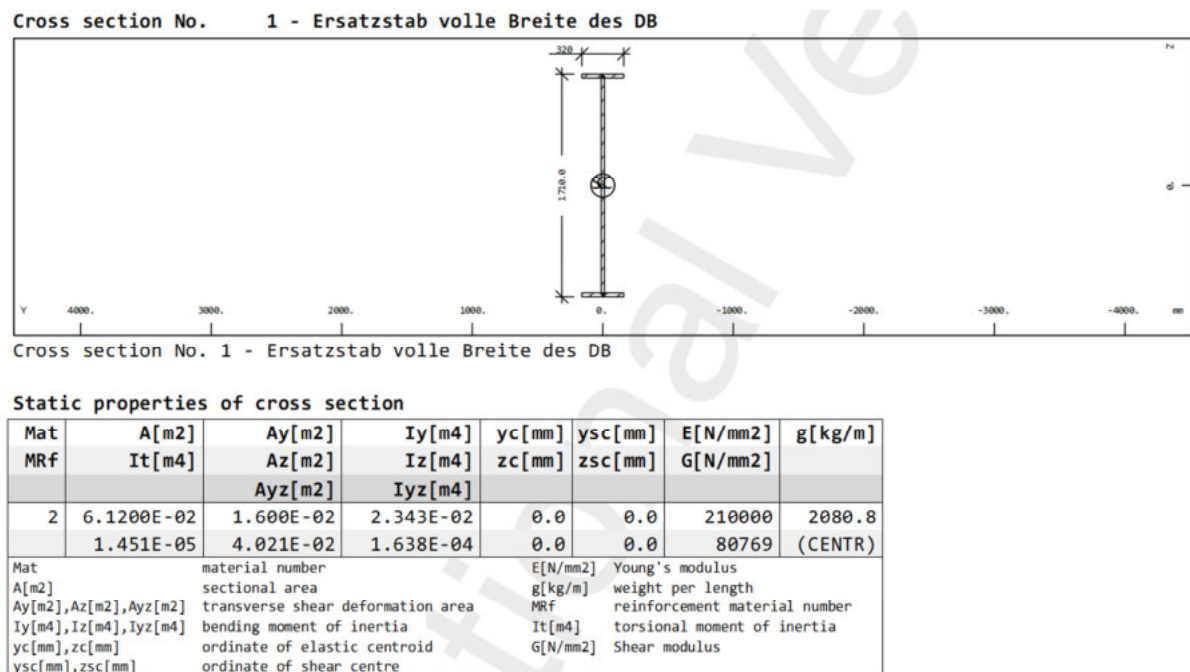 Cross section No. 1 - Ersatzstab volle Breite des DB
320
1710.0
Z
0.
Y 4000. 3000. 2000. 1000. 0. -1000. -2000. -3000. -4000. mm
Cross section No. 1 - Ersatzstab volle Breite des DB
Static properties of cross section
Mat A[m2] Ay[m2] Iy[m4] yc[mm] ysc[mm] E[N/mm2] g[kg/m]
MRf It[m4] Az[m2] Iz[m4] zc[mm] zsc[mm] G[N/mm2]
Ayz[m2] Iyz[m4]
2 6.1200E-02 1.600E-02 2.343E-02 0.0 0.0 210000 2080.8
1.451E-05 4.021E-02 1.638E-04 0.0 0.0 80769 (CENTR)
Mat material number E[N/mm2] Young's modulus
A[m2] sectional area g[kg/m] weight per length
Ay[m2],Az[m2],Ayz[m2] transverse shear deformation area MRf reinforcement material number
Iy[m4],Iz[m4],Iyz[m4] bending moment of inertia It[m4] torsional moment of inertia
yc[mm],zc[mm] ordinate of elastic centroid G[N/mm2] Shear modulus
ysc[mm],zsc[mm] ordinate of shear centre
tional Ve